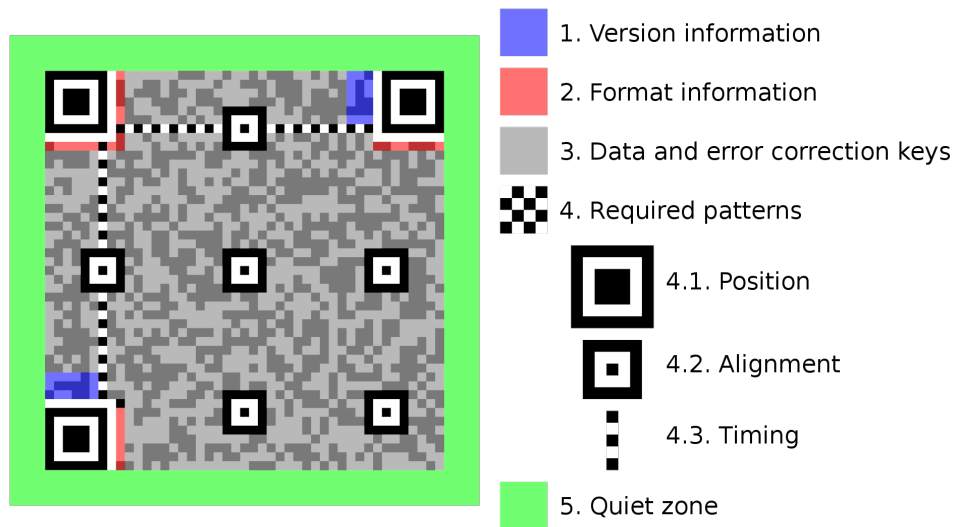 1. Version information
2. Format information
3. Data and error correction keys
4. Required patterns
4.1. Position
4.2. Alignment
4.3. Timing
5. Quiet zone